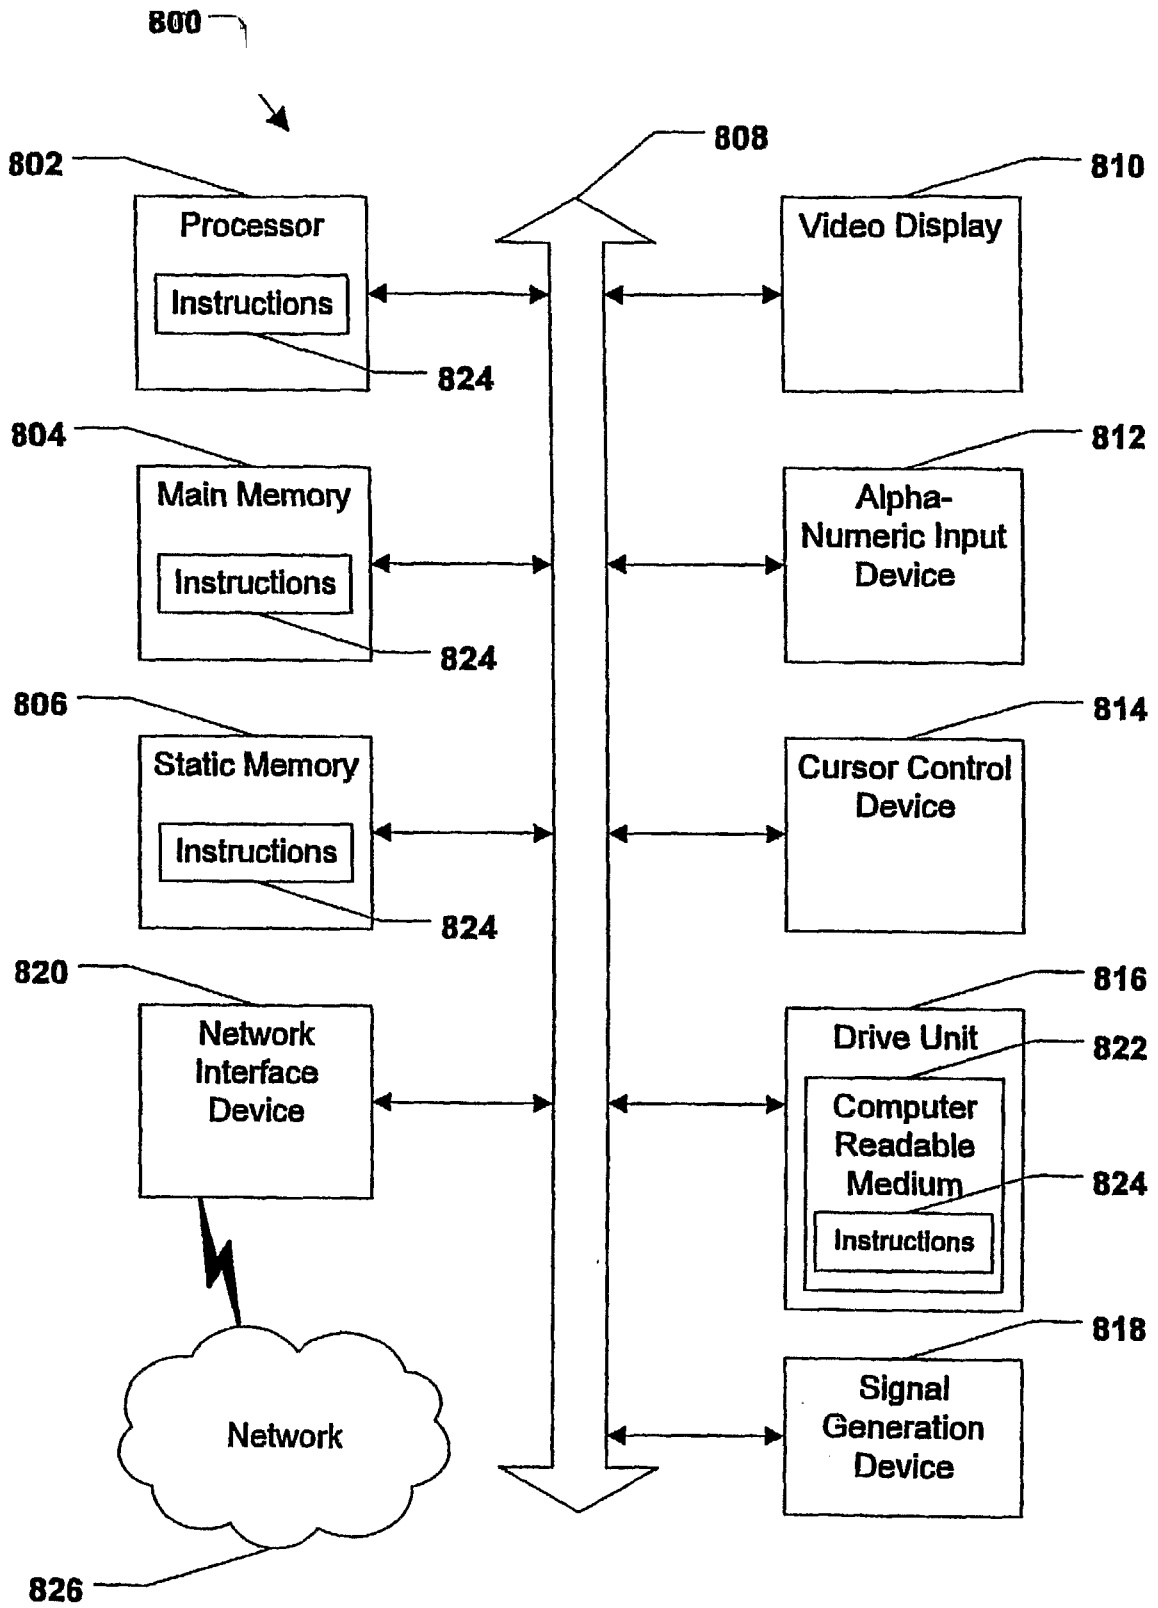 800
808
802
Processor
Instructions
824
804
Main Memory
Instructions
824
806
Static Memory
Instructions
824
820
Network
Interface
Device
Network
826
810
Video Display
812
Alpha-
Numeric Input
Device
814
Cursor Control
Device
816
Drive Unit
822
Computer
Readable
Medium
824
Instructions
818
Signal
Generation
Device